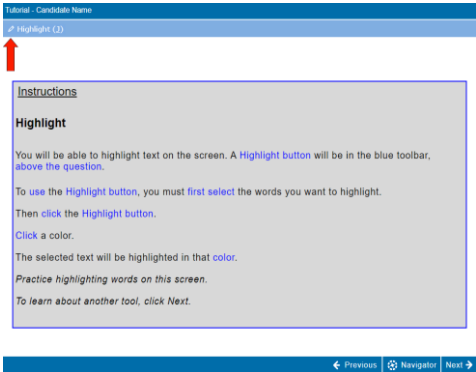 Tutorial - Candidate Name
Highlight (J)
Instructions
Highlight
You will be able to highlight text on the screen. A Highlight button will be in the blue toolbar,
above the question.
To use the Highlight button, you must first select the words you want to highlight.
Then click the Highlight button.
Click a color.
The selected text will be highlighted in that color.
Practice highlighting words on this screen.
To learn about another tool, click Next.
Previous Navigator Next